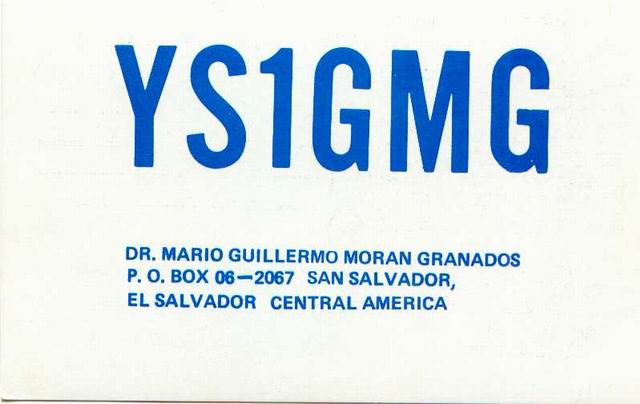 YS1GMG
DR. MARIO GUILLERMO MORAN GRANADOS
P. O. BOX 06-2067 SAN SALVADOR,
EL SALVADOR CENTRAL AMERICA